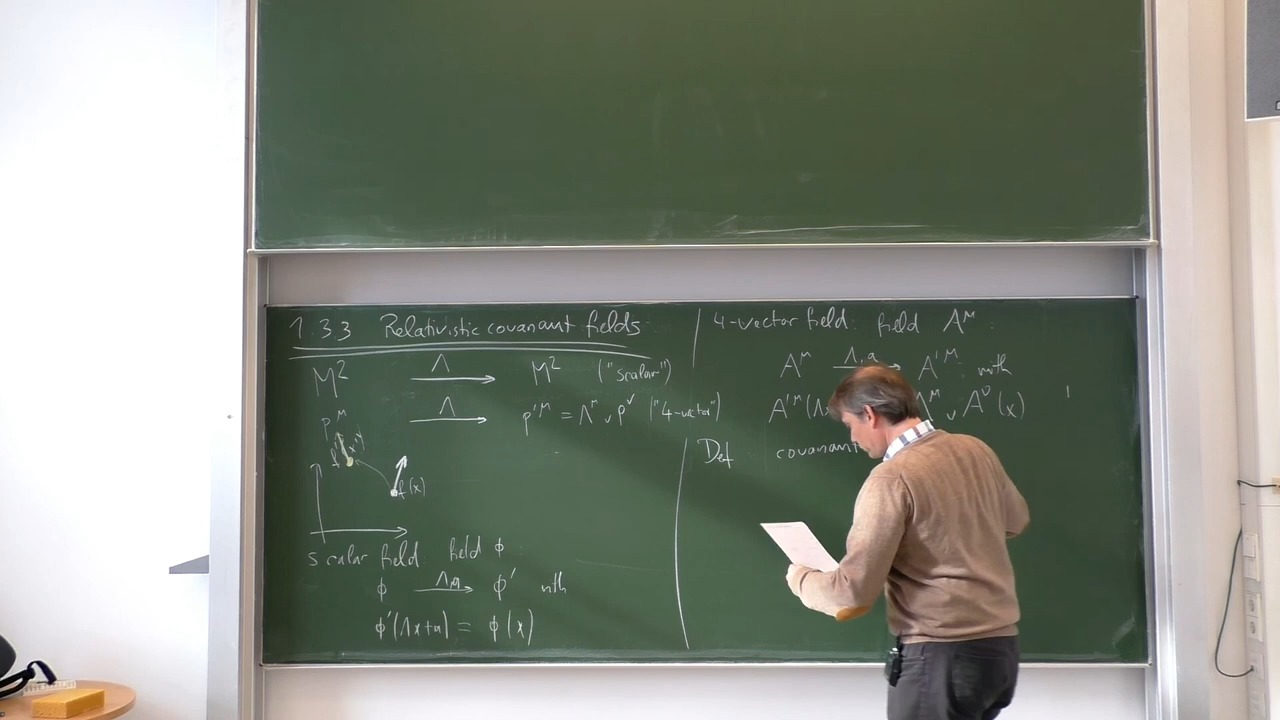 1.3.3 Relativistic covariant fields
M² Λ→ M² ("scalar")
p^μ Λ→ p'^μ = Λ^μ_ν p^ν ("4-vector")
f(x)
scalar field: field φ
φ Λ,a→ φ' with
φ'(Λx+a) = φ(x)
4-vector field: field A^μ
A^μ Λ,a→ A'^μ with
A'^μ(Λx Λ^μ_ν A^ν(x)
Def covariant